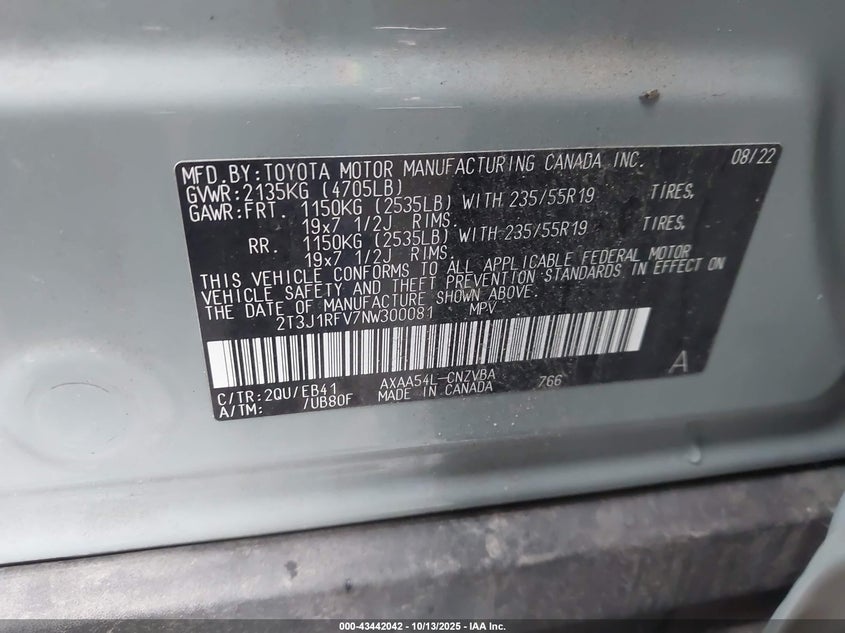 MFD.BY:TOYOTA MOTOR MANUFACTURING CANADA INC. 08/22
GVWR:2135KG (4705LB)
GAWR:FRT. 1150KG (2535LB) WITH 235/55R19 TIRES,
19x7 1/2J RIMS.
RR. 1150KG (2535LB) WITH 235/55R19 TIRES,
19x7 1/2J RIMS.
THIS VEHICLE CONFORMS TO ALL APPLICABLE FEDERAL MOTOR
VEHICLE SAFETY AND THEFT PREVENTION STANDARDS IN EFFECT ON
THE DATE OF MANUFACTURE SHOWN ABOVE.
2T3J1RFV7NW300081 MPV
A
C/TR:2QU/EB41 AXAA54L-CNZVBA 766
A/TM: /UB80F MADE IN CANADA
000-43442042 - 10/13/2025 - IAA Inc.